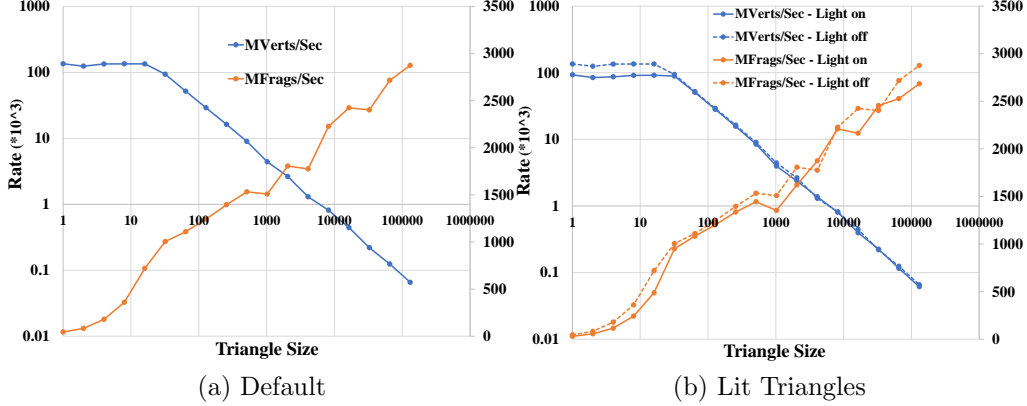 1000
3500
MVerts/Sec
MFrags/Sec
100
3000
2500
10
2000
Rate (*10^3)
1
1500
1 10 100 1000 10000 100000 1000000
1000
0.1
500
0.01
0
Triangle Size
(a) Default
1000
3500
MVerts/Sec - Light on
MVerts/Sec - Light off
MFrags/Sec - Light on
MFrags/Sec - Light off
100
3000
2500
10
2000
Rate (*10^3)
1
1500
1 10 100 1000 10000 100000 1000000
1000
0.1
500
0.01
0
Triangle Size
(b) Lit Triangles